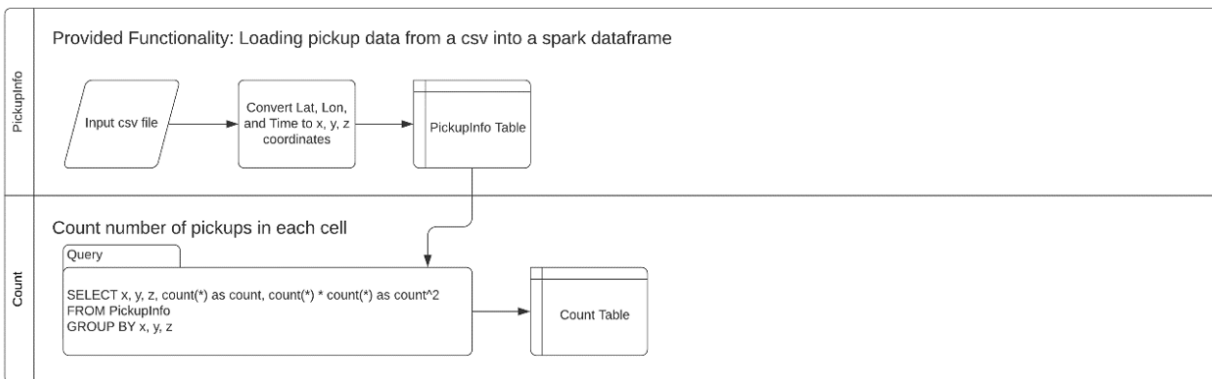 PickupInfo
Provided Functionality: Loading pickup data from a csv into a spark dataframe
Input csv file
Convert Lat, Lon,
and Time to x, y, z
coordinates
PickupInfo Table
Count
Count number of pickups in each cell
Query
SELECT x, y, z, count(*) as count, count(*) * count(*) as count^2
FROM PickupInfo
GROUP BY x, y, z
Count Table